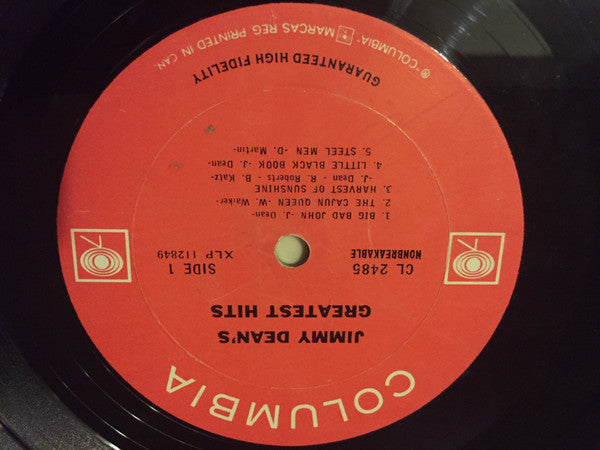 COLUMBIA
JIMMY DEAN'S
GREATEST HITS
CL 2485
NONBREAKABLE
SIDE 1
XLP 112849
1. BIG BAD JOHN -J. Dean-
2. THE CAJUN QUEEN -W. Walker-
3. HARVEST OF SUNSHINE
-J. Dean - R. Roberts - B. Katz-
4. LITTLE BLACK BOOK -J. Dean-
5. STEEL MEN -D. Martin-
GUARANTEED HIGH FIDELITY
® "COLUMBIA" MARCAS REG PRINTED IN CAN.